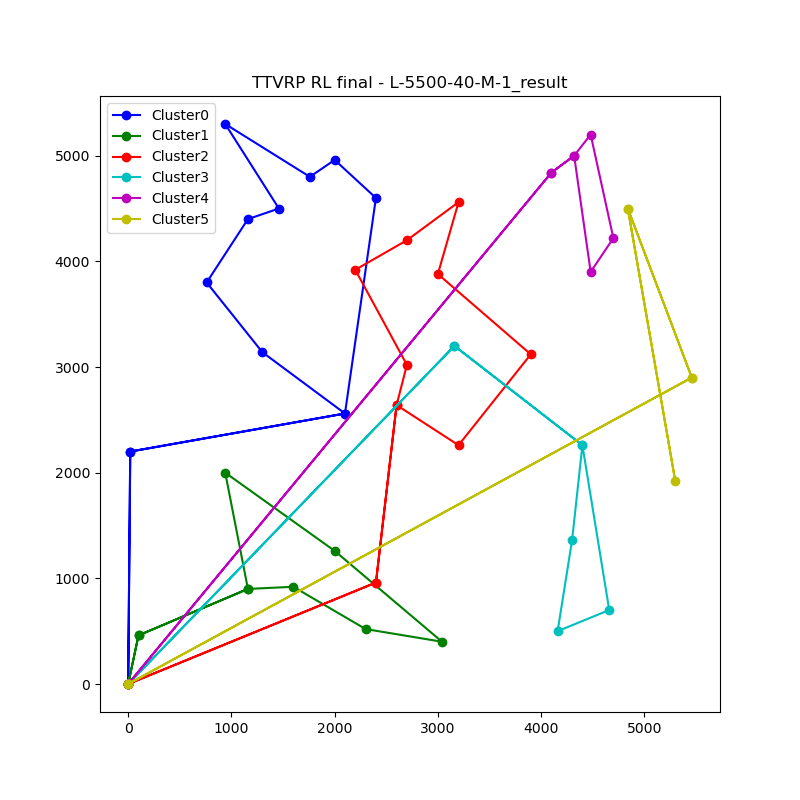 TTVRP RL final - L-5500-40-M-1_result
Cluster0
Cluster1
Cluster2
Cluster3
Cluster4
Cluster5
5000
4000
3000
2000
1000
0
0 1000 2000 3000 4000 5000